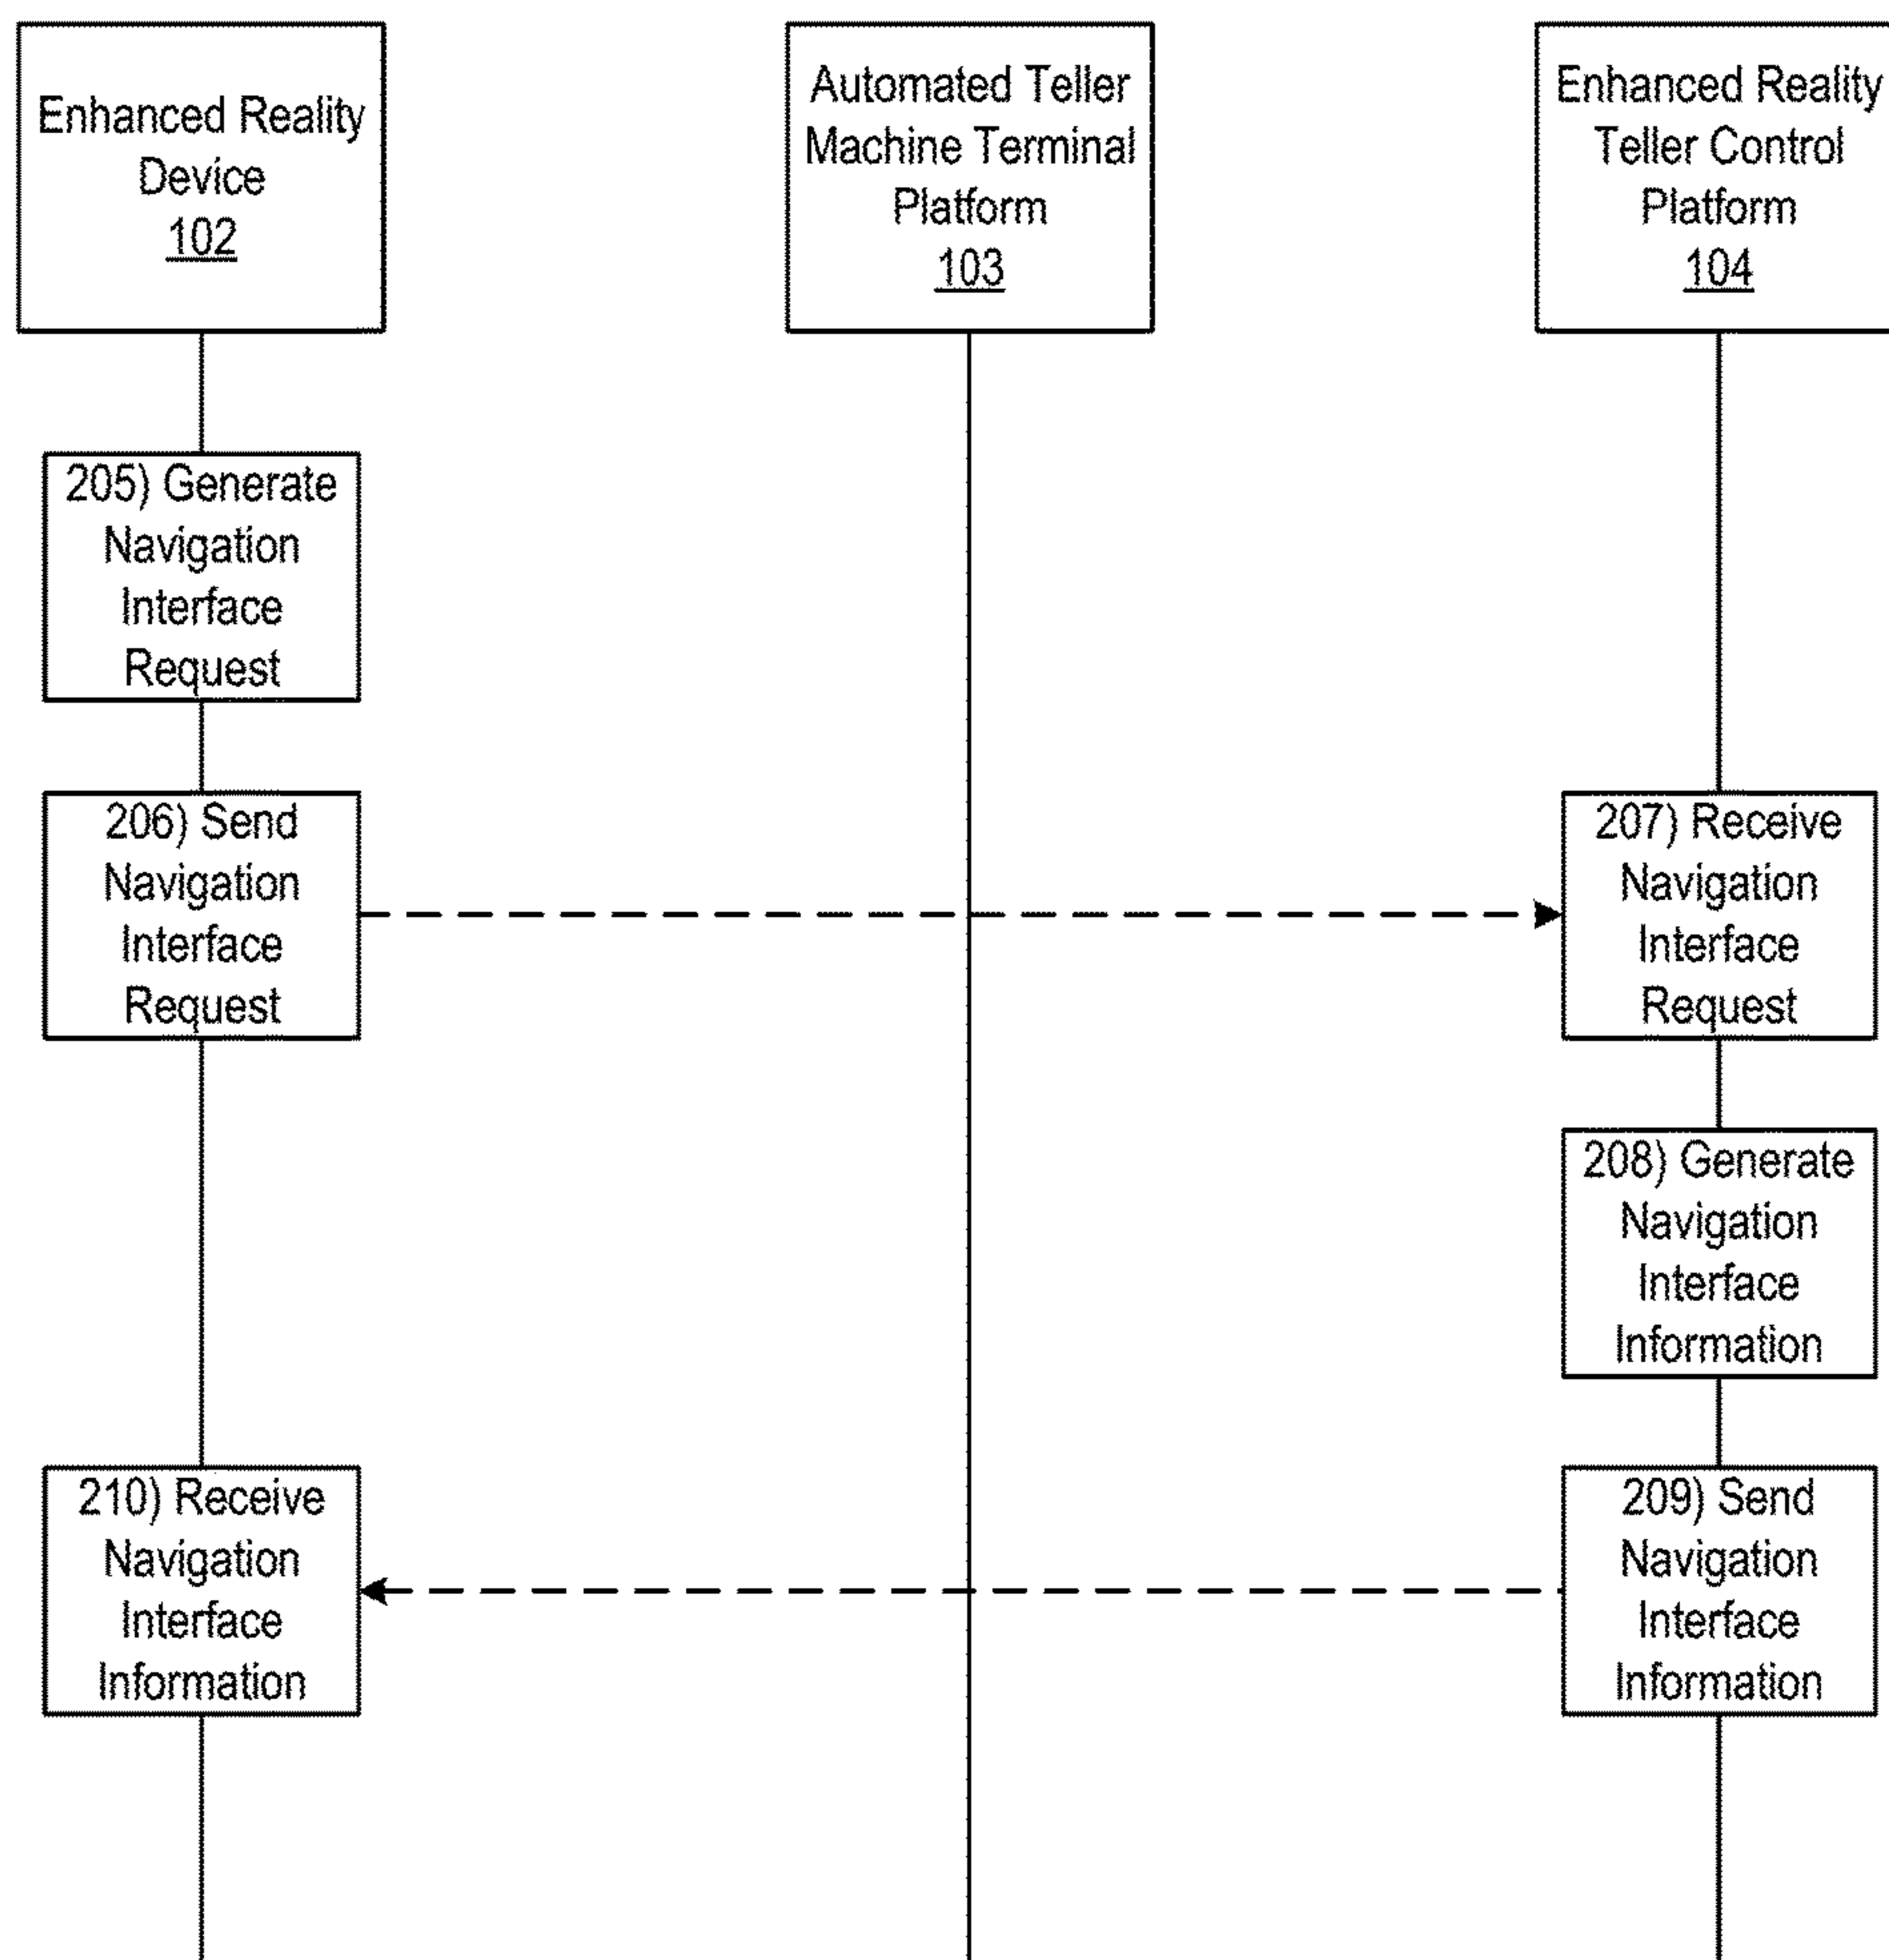 Enhanced Reality
Device
102
Automated Teller
Machine Terminal
Platform
103
Enhanced Reality
Teller Control
Platform
104
205) Generate
Navigation
Interface
Request
206) Send
Navigation
Interface
Request
207) Receive
Navigation
Interface
Request
208) Generate
Navigation
Interface
Information
210) Receive
Navigation
Interface
Information
209) Send
Navigation
Interface
Information